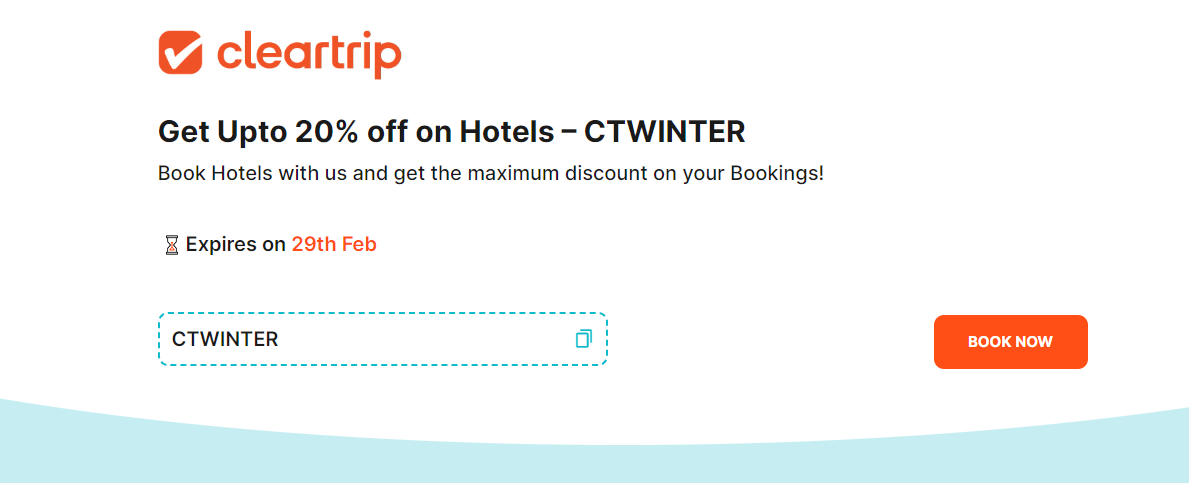 cleartrip
Get Upto 20% off on Hotels – CTWINTER
Book Hotels with us and get the maximum discount on your Bookings!
Expires on 29th Feb
CTWINTER
BOOK NOW